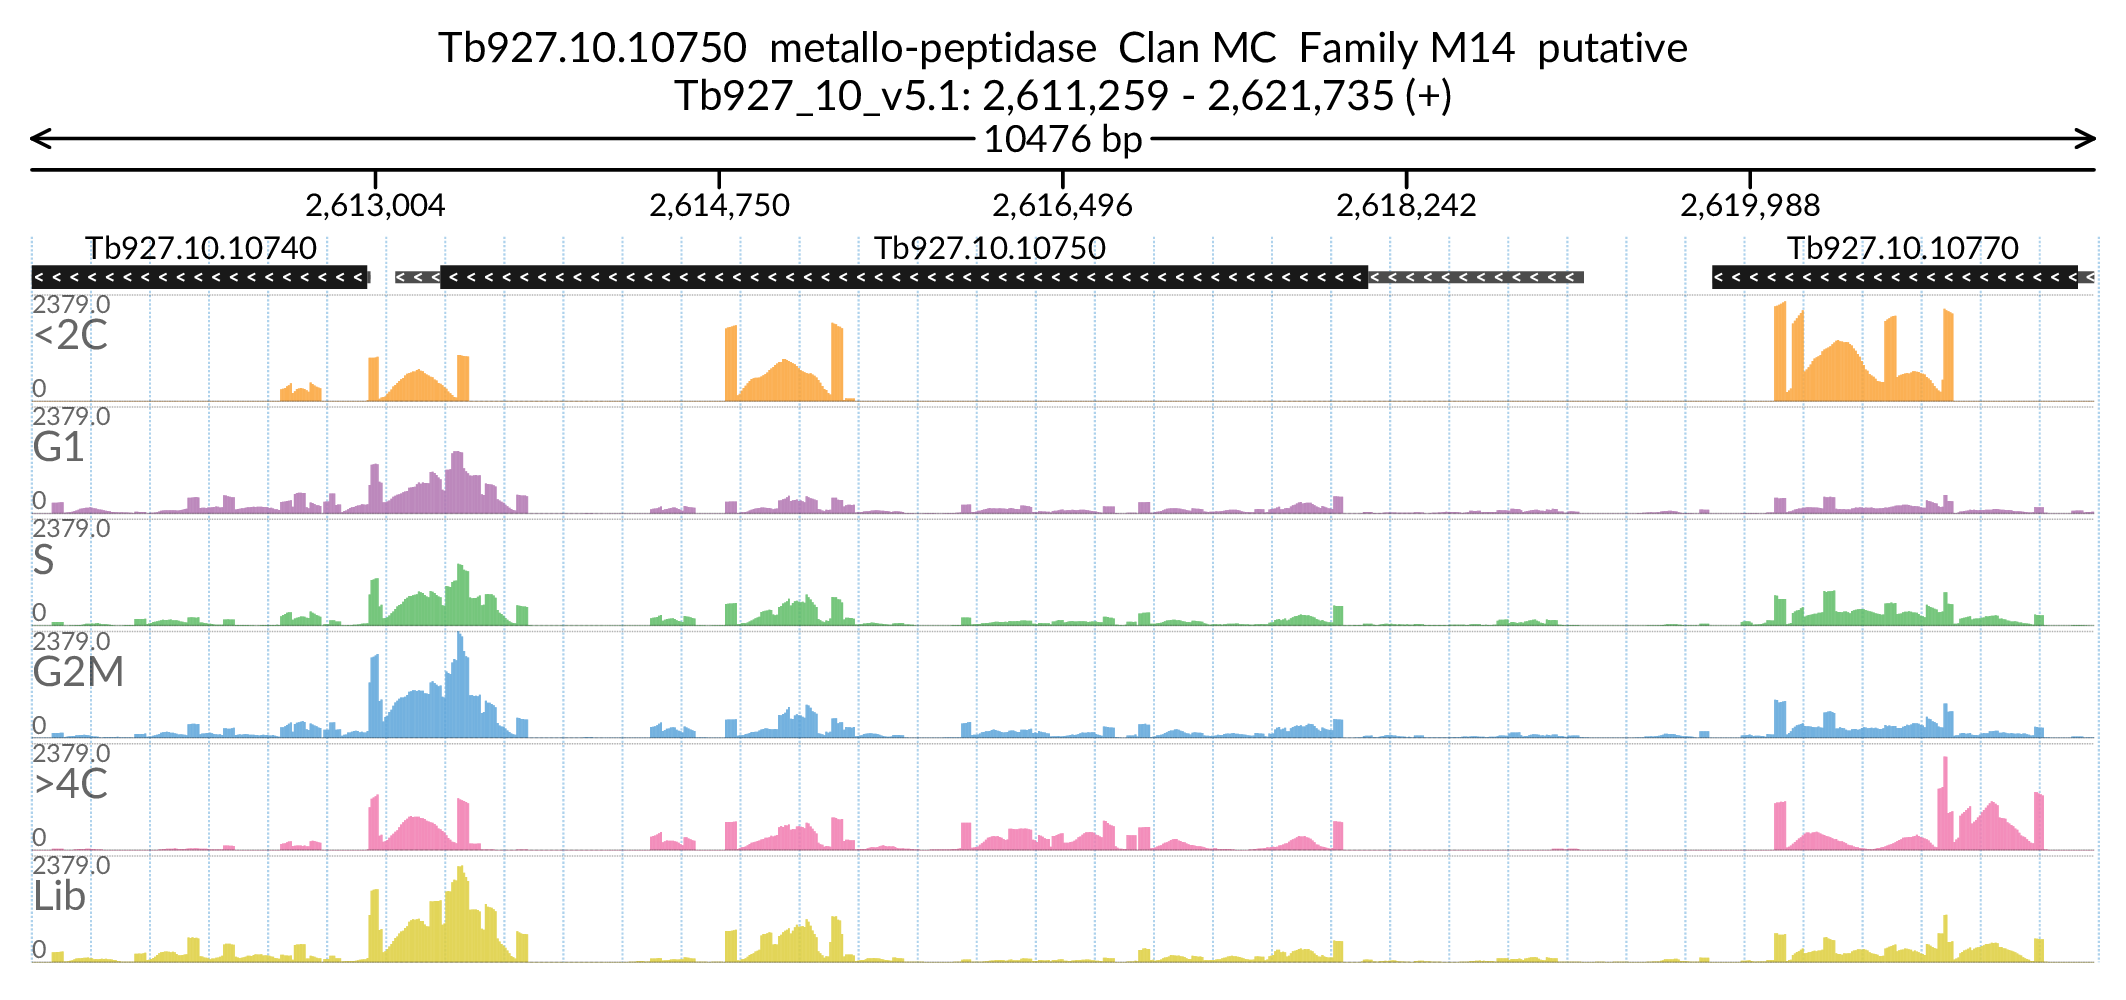 Tb927.10.10750 metallo-peptidase Clan MC Family M14 putative
Tb927_10_v5.1: 2,611,259 - 2,621,735 (+)
10476 bp
2,613,004 2,614,750 2,616,496 2,618,242 2,619,988
Tb927.10.10740 Tb927.10.10750 Tb927.10.10770
2379.0
<2C
0
2379.0
G1
0
2379.0
S
0
2379.0
G2M
0
2379.0
>4C
0
2379.0
Lib
0